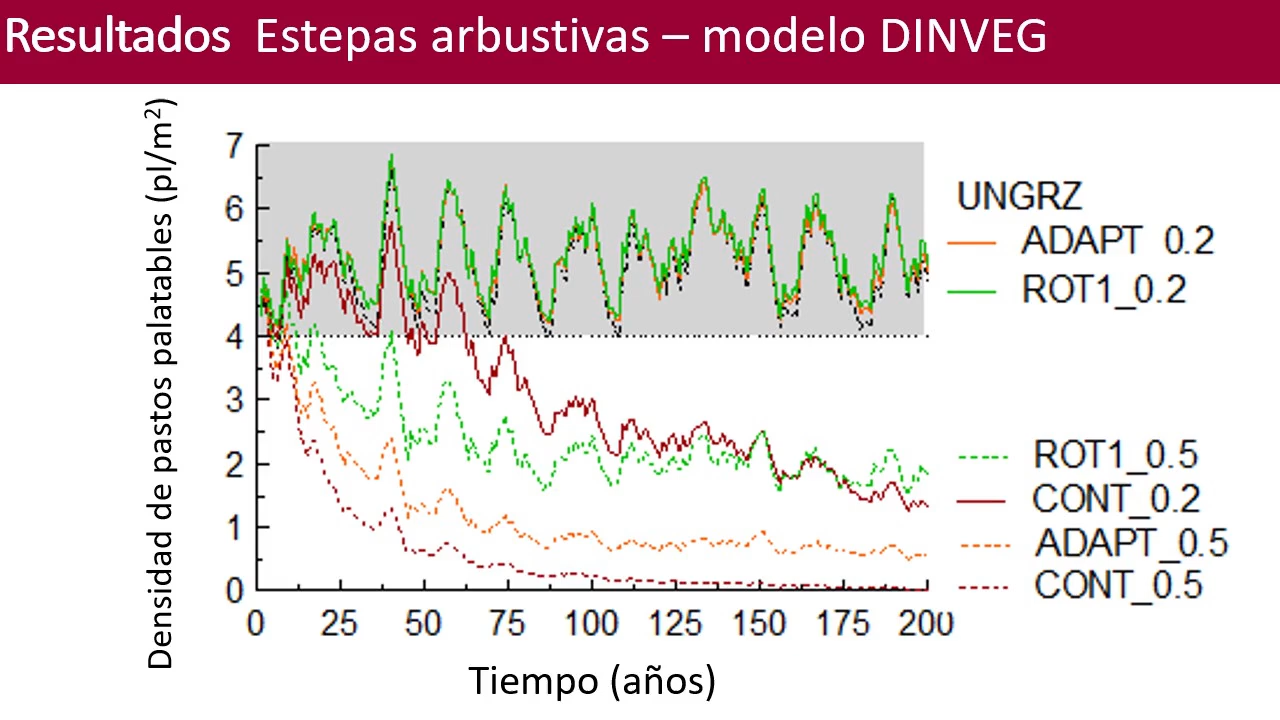 Resultados Estepas arbustivas – modelo DINVEG
Densidad de pastos palatables (pl/m²)
7
6
5
4
3
2
1
0
0 25 50 75 100 125 150 175 200
Tiempo (años)
UNGRZ
ADAPT 0.2
ROT1_0.2
ROT1_0.5
CONT_0.2
ADAPT_0.5
CONT_0.5